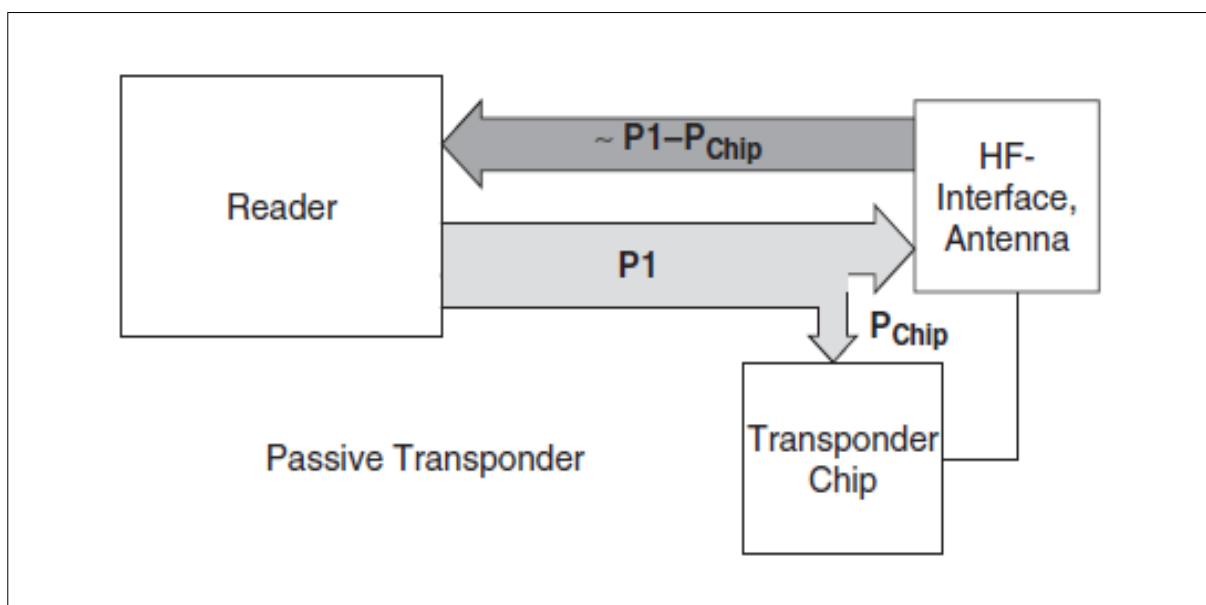 ~ P1–PChip
HF-
Interface,
Antenna
Reader
P1
PChip
Transponder
Chip
Passive Transponder